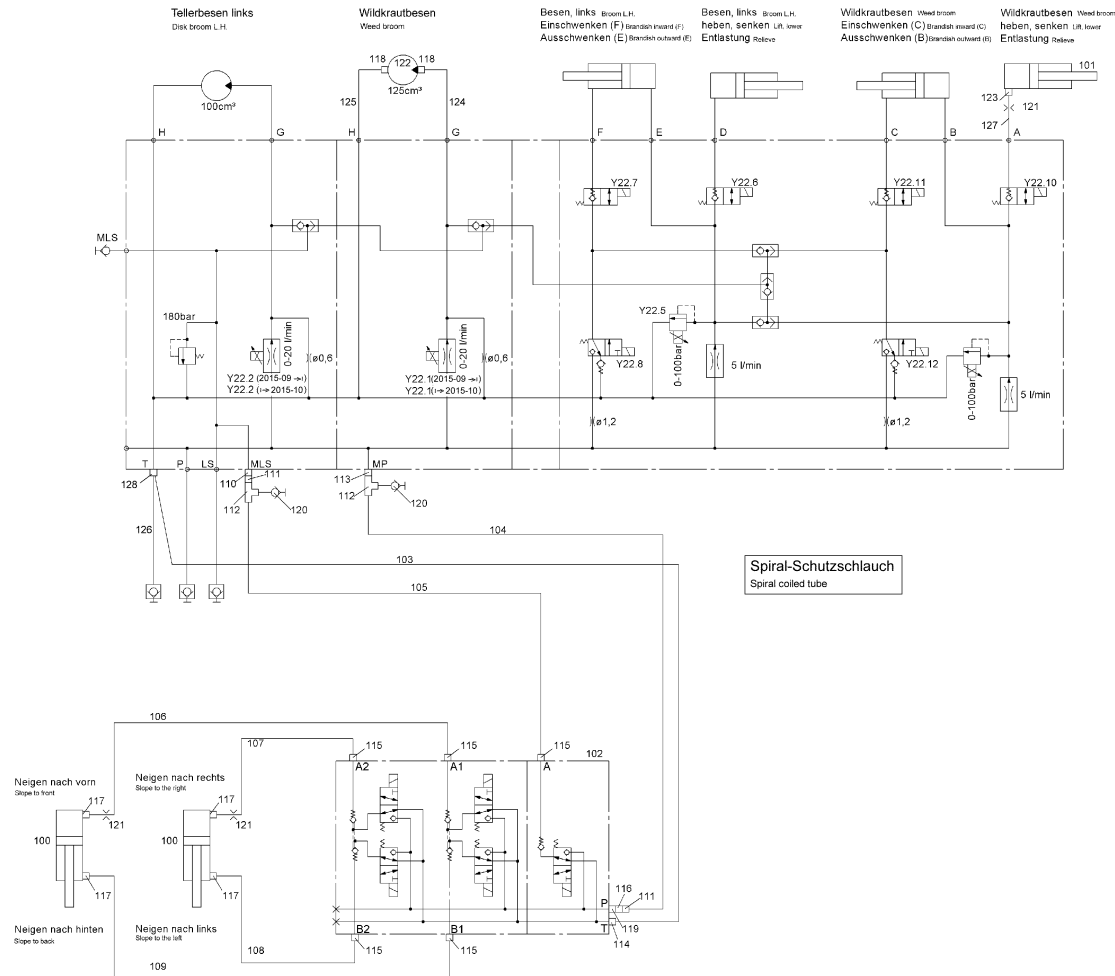 Tellerbesen links
Disk broom L.H.
Wildkrautbesen
Weed broom
Besen, links Broom L.H.
Einschwenken (F) Brandish inward (F)
Ausschwenken (E) Brandish outward (E)
Besen, links Broom L.H.
heben, senken Lift, lower
Entlastung Relieve
Wildkrautbesen Weed broom
Einschwenken (C) Brandish inward (C)
Ausschwenken (B) Brandish outward (B)
Wildkrautbesen Weed broom
heben, senken Lift, lower
Entlastung Relieve
118 122 118
125cm³
100cm³
125 124
101
123
121
127
H G H G F E D C B A
Y22.7 Y22.6 Y22.11 Y22.10
MLS
180bar
0-20 l/min
ø0,6
Y22.2 (2015-09 →ı)
Y22.2 (ı→ 2015-10)
0-20 l/min
ø0,6
Y22.1(2015-09 →ı)
Y22.1(ı→ 2015-10)
Y22.5
0-100bar
Y22.8
5 l/min
ø1,2
Y22.12
0-100bar
5 l/min
ø1,2
T P LS MLS MP
128 110 111 113
112 120 112 120
126
104
103
105
Spiral-Schutzschlauch
Spiral coiled tube
106
107
115 115 115 102
A2 A1 A
Neigen nach vorn
Slope to front
Neigen nach rechts
Slope to the right
117 117
121 121
100 100
117 117
P 116 111
119
T 114
Neigen nach hinten
Slope to back
Neigen nach links
Slope to the left
B2 B1
108 115 115
109